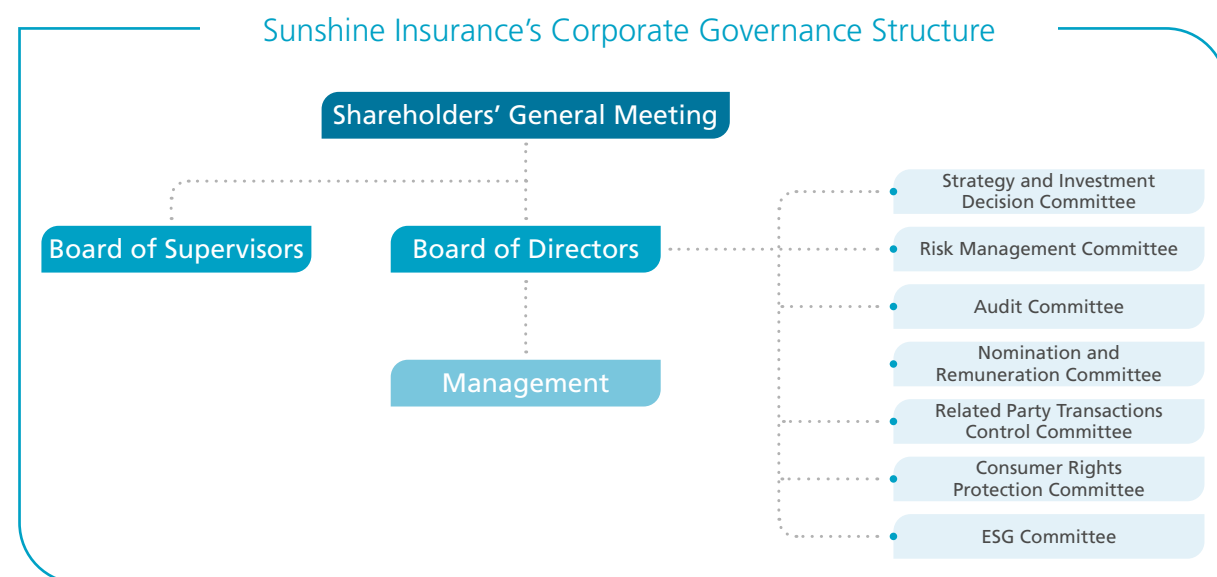 Sunshine Insurance’s Corporate Governance Structure
Shareholders’ General Meeting
Board of Supervisors
Board of Directors
Management
Strategy and Investment
Decision Committee
Risk Management Committee
Audit Committee
Nomination and
Remuneration Committee
Related Party Transactions
Control Committee
Consumer Rights
Protection Committee
ESG Committee